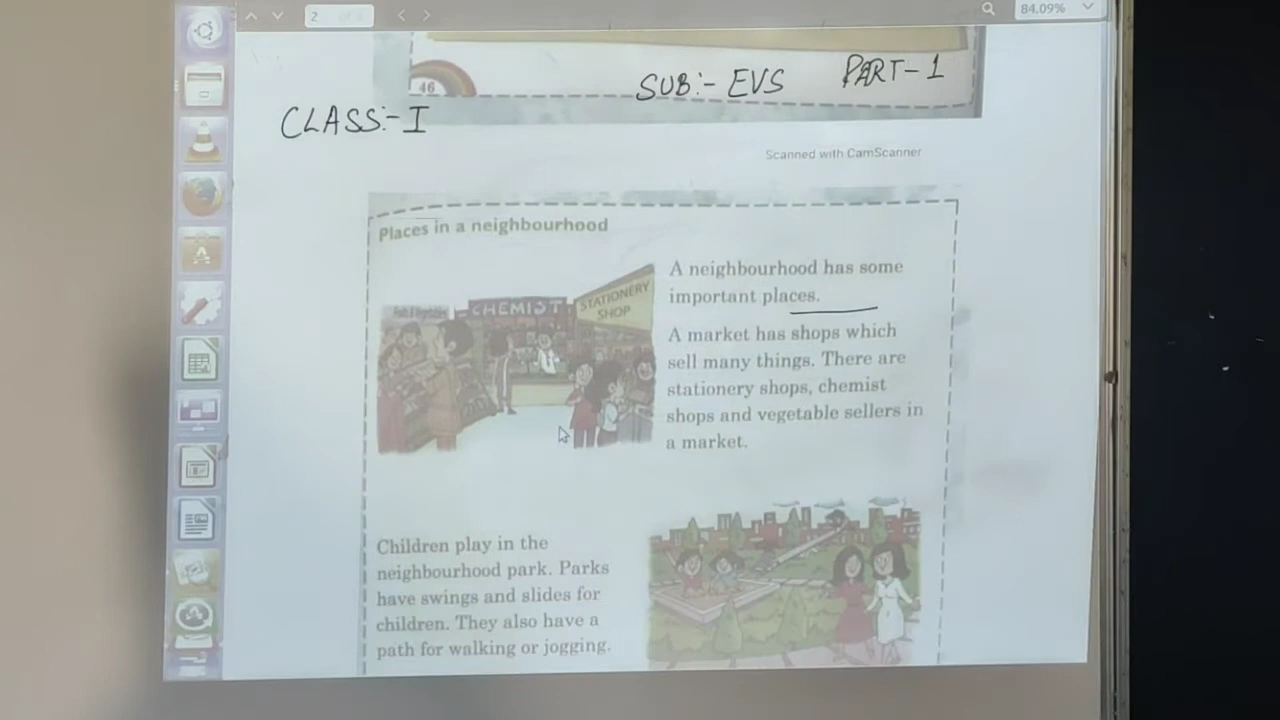 2
84.09%
46
SUB:- EVS
PART-1
CLASS:-I
Scanned with CamScanner
Places in a neighbourhood
CHEMIST
STATIONERY
SHOP
A neighbourhood has some
important places.
A market has shops which
sell many things. There are
stationery shops, chemist
shops and vegetable sellers in
a market.
Children play in the
neighbourhood park. Parks
have swings and slides for
children. They also have a
path for walking or jogging.